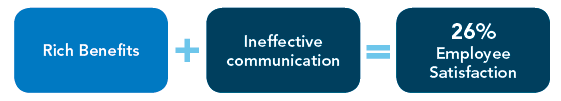 Rich Benefits
+
Ineffective
communication
=
26%
Employee
Satisfaction